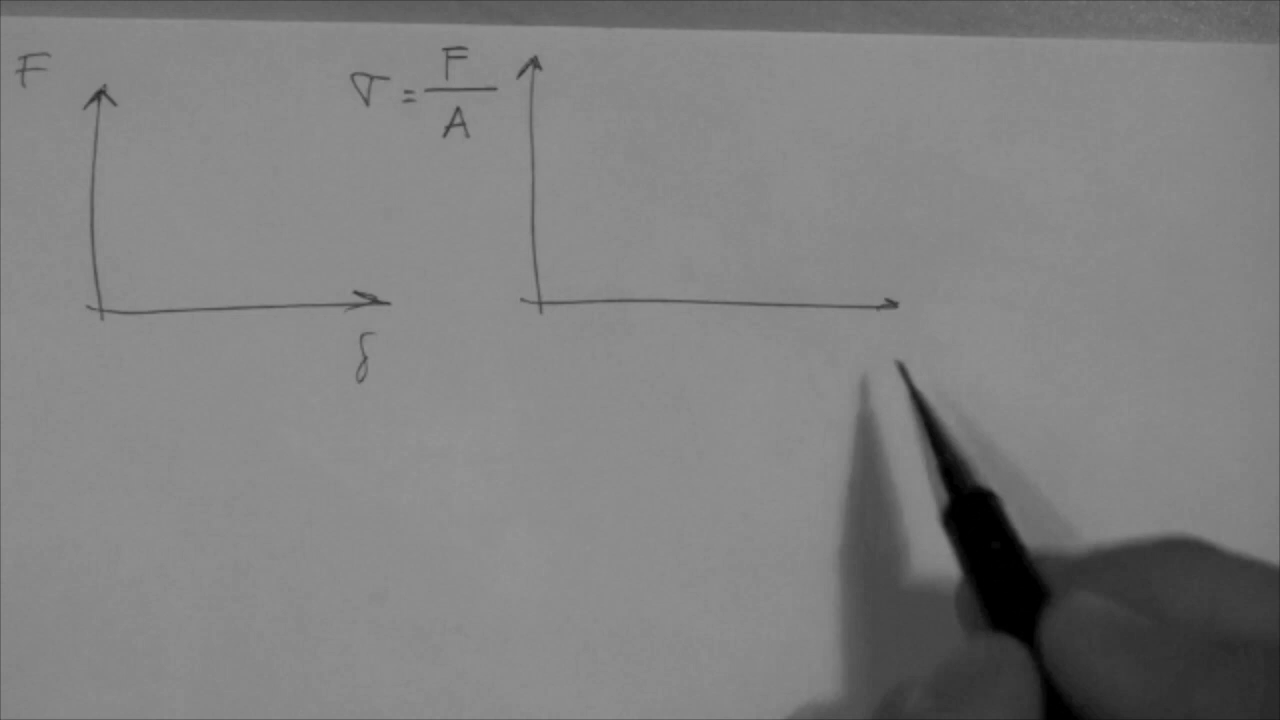 F
σ = F/A
δ